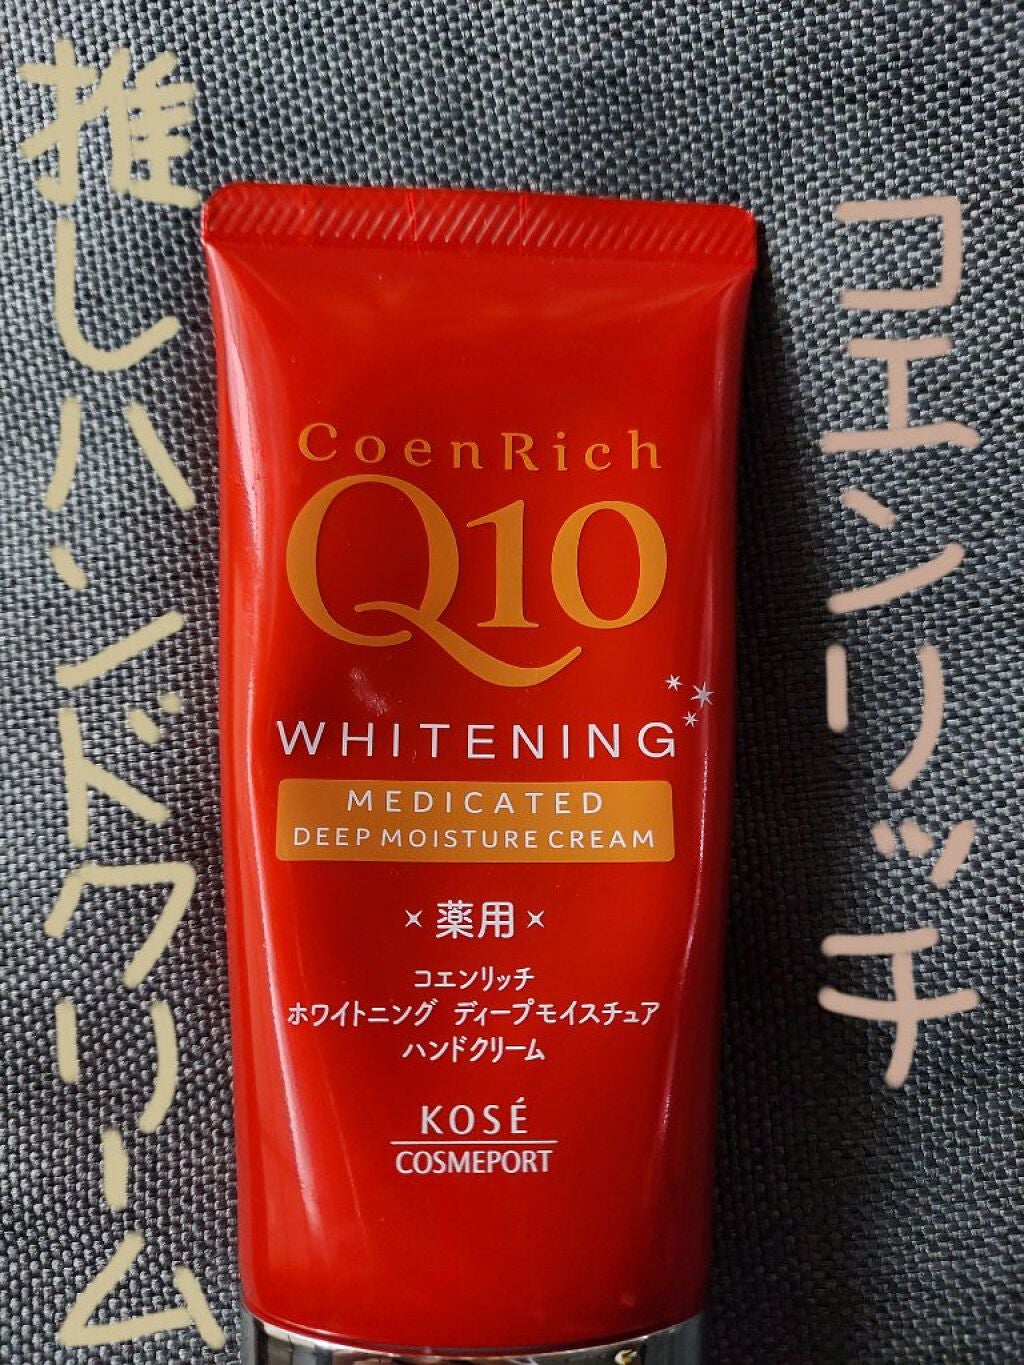 コエンリッチ
推しハンドクリーム
CoenRich
Q10
WHITENING
MEDICATED
DEEP MOISTURE CREAM
薬用
コエンリッチ
ホワイトニング ディープモイスチュア
ハンドクリーム
KOSÉ
COSMEPORT